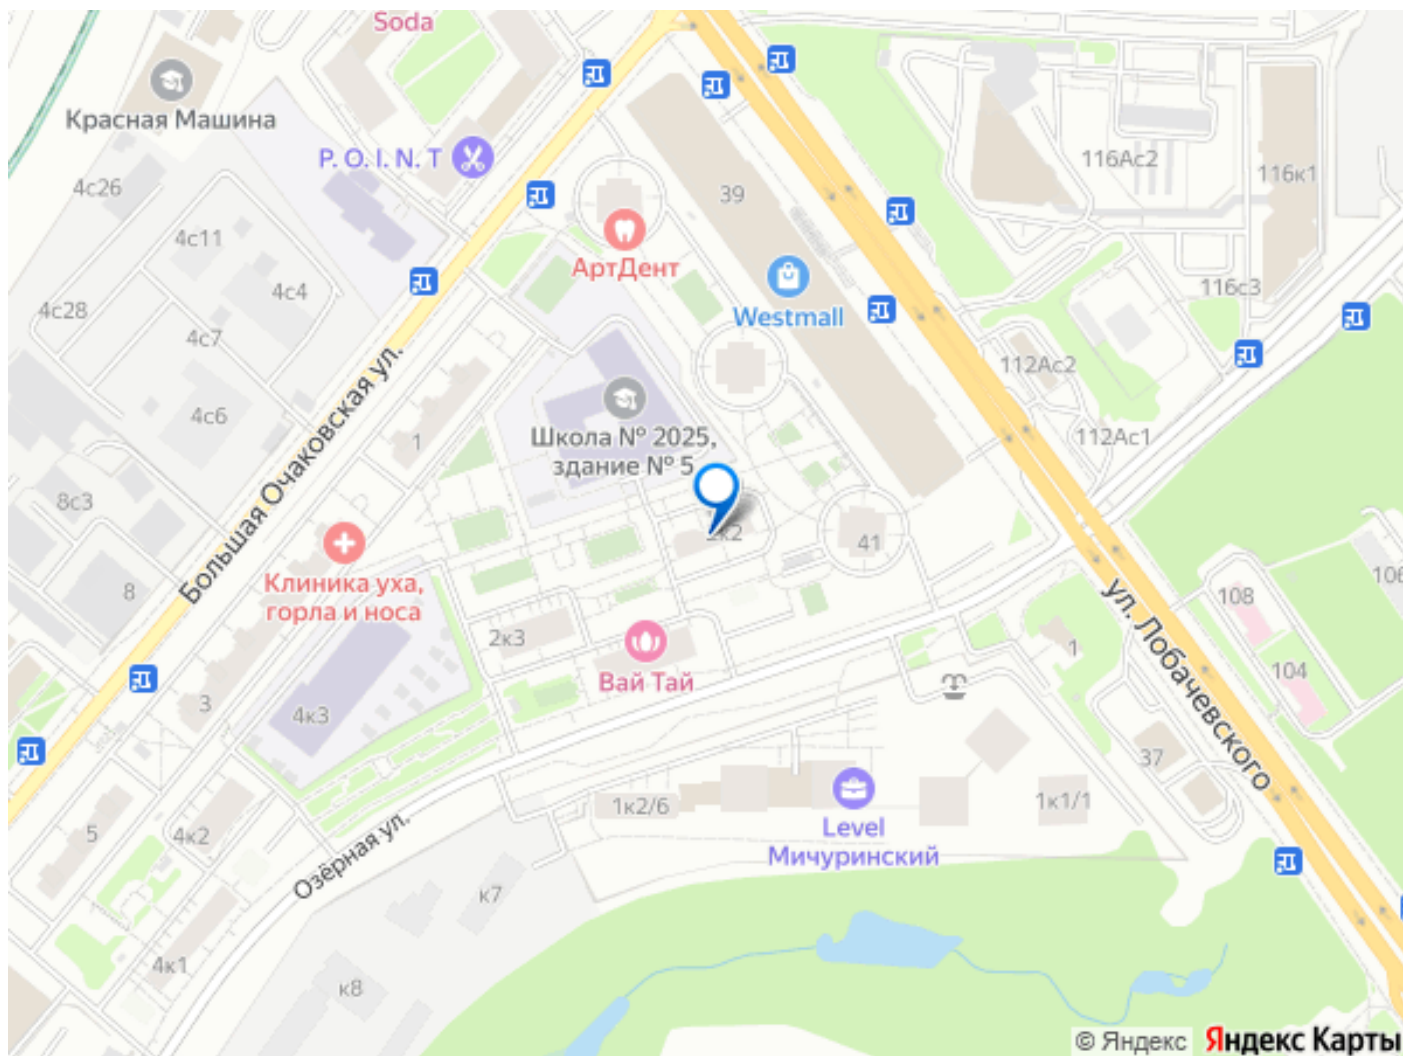 Soda
Красная Машина
P. O. I. N. T
4с26
39
116Ас2
116к1
4с11
АртДент
4с4
4с28
Westmall
116с3
4с7
112Ас2
4с6
Большая Очаковская ул.
1
Школа № 2025,
здание № 5
112Ас1
8с3
2к2
41
Клиника уха,
горла и носа
8
106
108
ул. Лобачевского
2к3
1
Вай Тай
104
3
4к3
37
1к2/6
1к1/1
Level
Мичуринский
5
4к2
Озёрная ул.
к7
4к1
к8
© Яндекс
Яндекс Карты